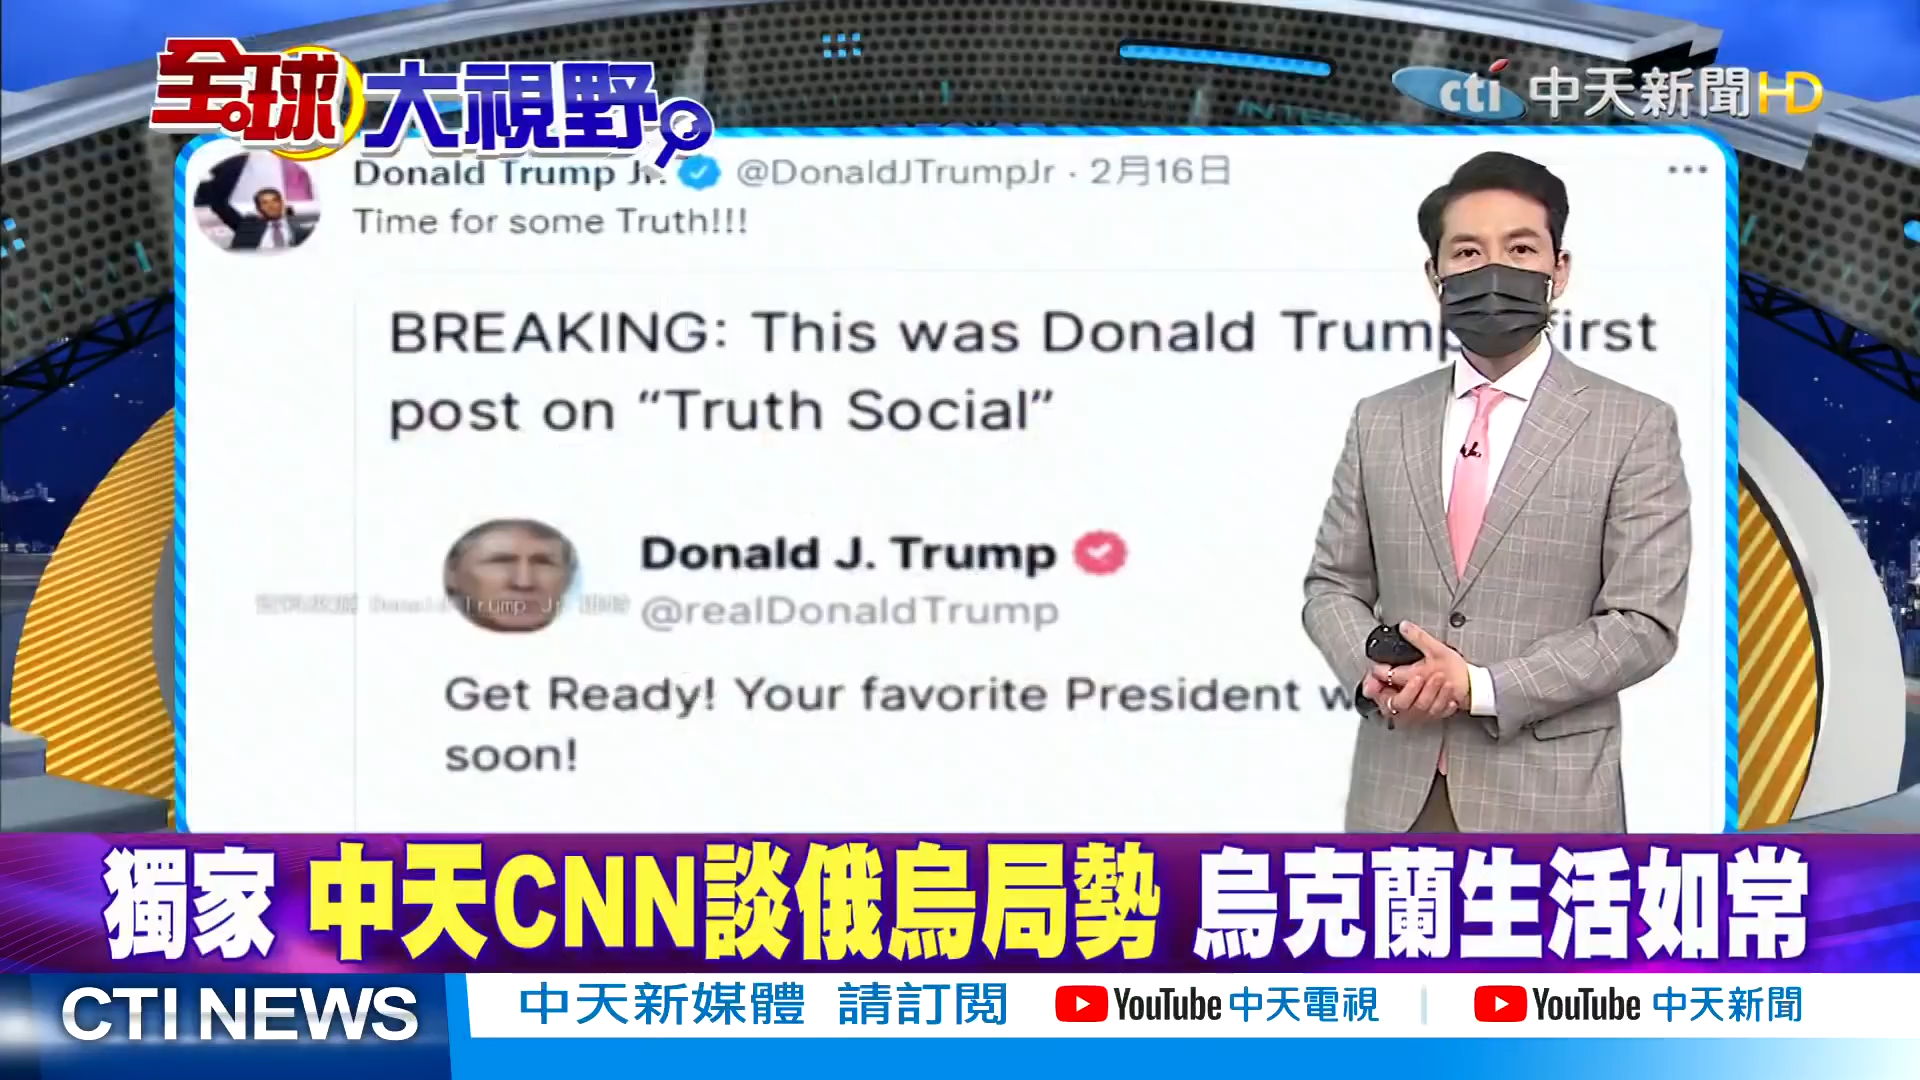 全球大視野
cti 中天新聞HD
Donald Trump Jr. @DonaldJTrumpJr · 2月16日
Time for some Truth!!!
BREAKING: This was Donald Trump first
post on “Truth Social”
Donald J. Trump
@realDonaldTrump
Get Ready! Your favorite President w
soon!
獨家 中天CNN談俄烏局勢 烏克蘭生活如常
CTI NEWS
中天新媒體 請訂閱 YouTube 中天電視 | YouTube 中天新聞